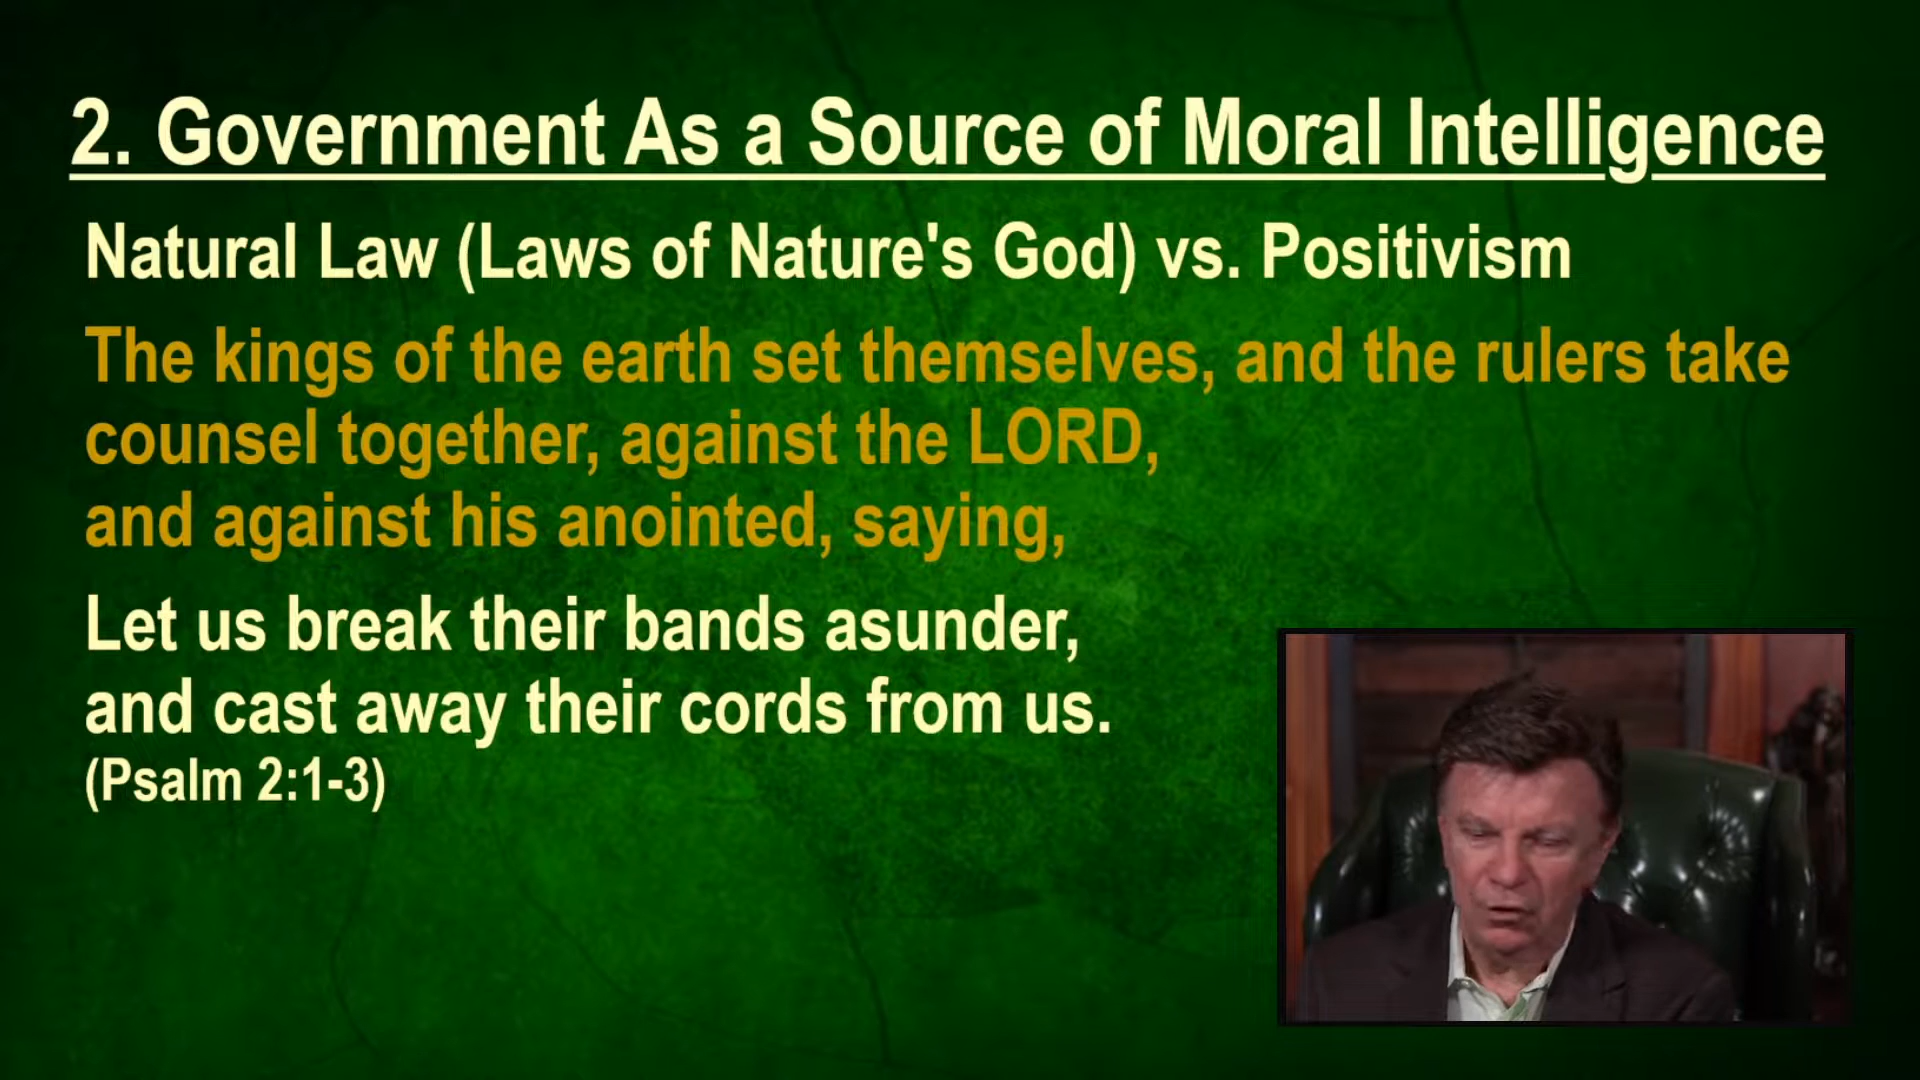 2. Government As a Source of Moral Intelligence
Natural Law (Laws of Nature's God) vs. Positivism
The kings of the earth set themselves, and the rulers take
counsel together, against the LORD,
and against his anointed, saying,
Let us break their bands asunder,
and cast away their cords from us.
(Psalm 2:1-3)